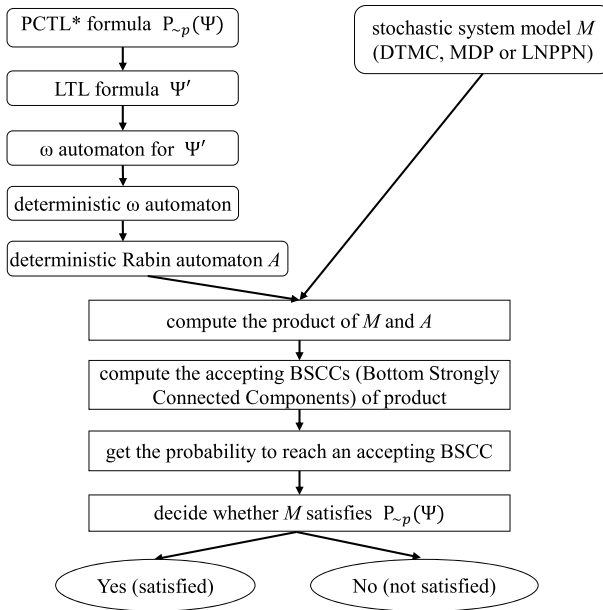 PCTL* formula P~p(Ψ)
stochastic system model M
(DTMC, MDP or LNPPN)
LTL formula Ψ′
ω automaton for Ψ′
deterministic ω automaton
deterministic Rabin automaton A
compute the product of M and A
compute the accepting BSCCs (Bottom Strongly
Connected Components) of product
get the probability to reach an accepting BSCC
decide whether M satisfies P~p(Ψ)
Yes (satisfied)
No (not satisfied)